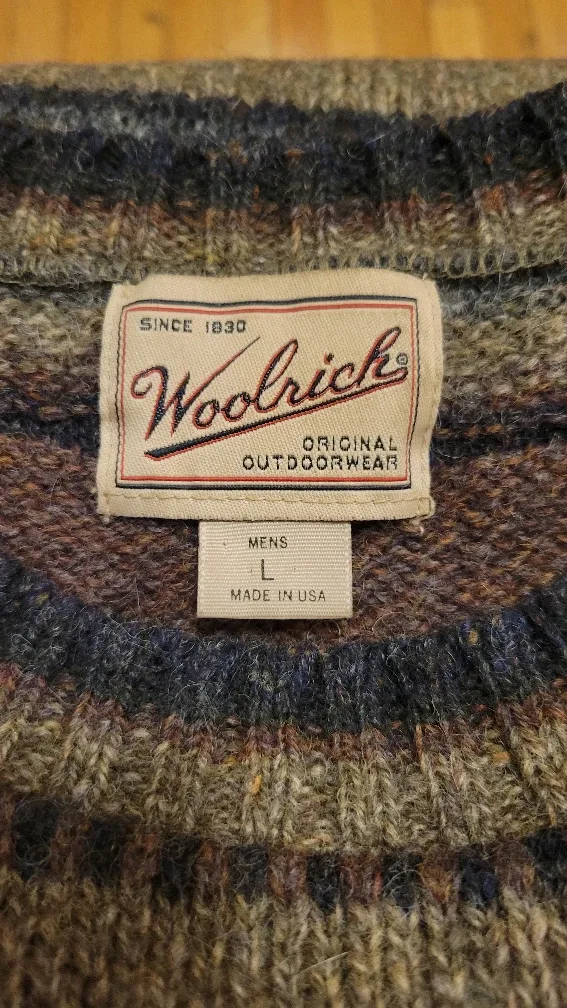 SINCE 1830
Woolrich®
ORIGINAL
OUTDOORWEAR
MENS
L
MADE IN USA